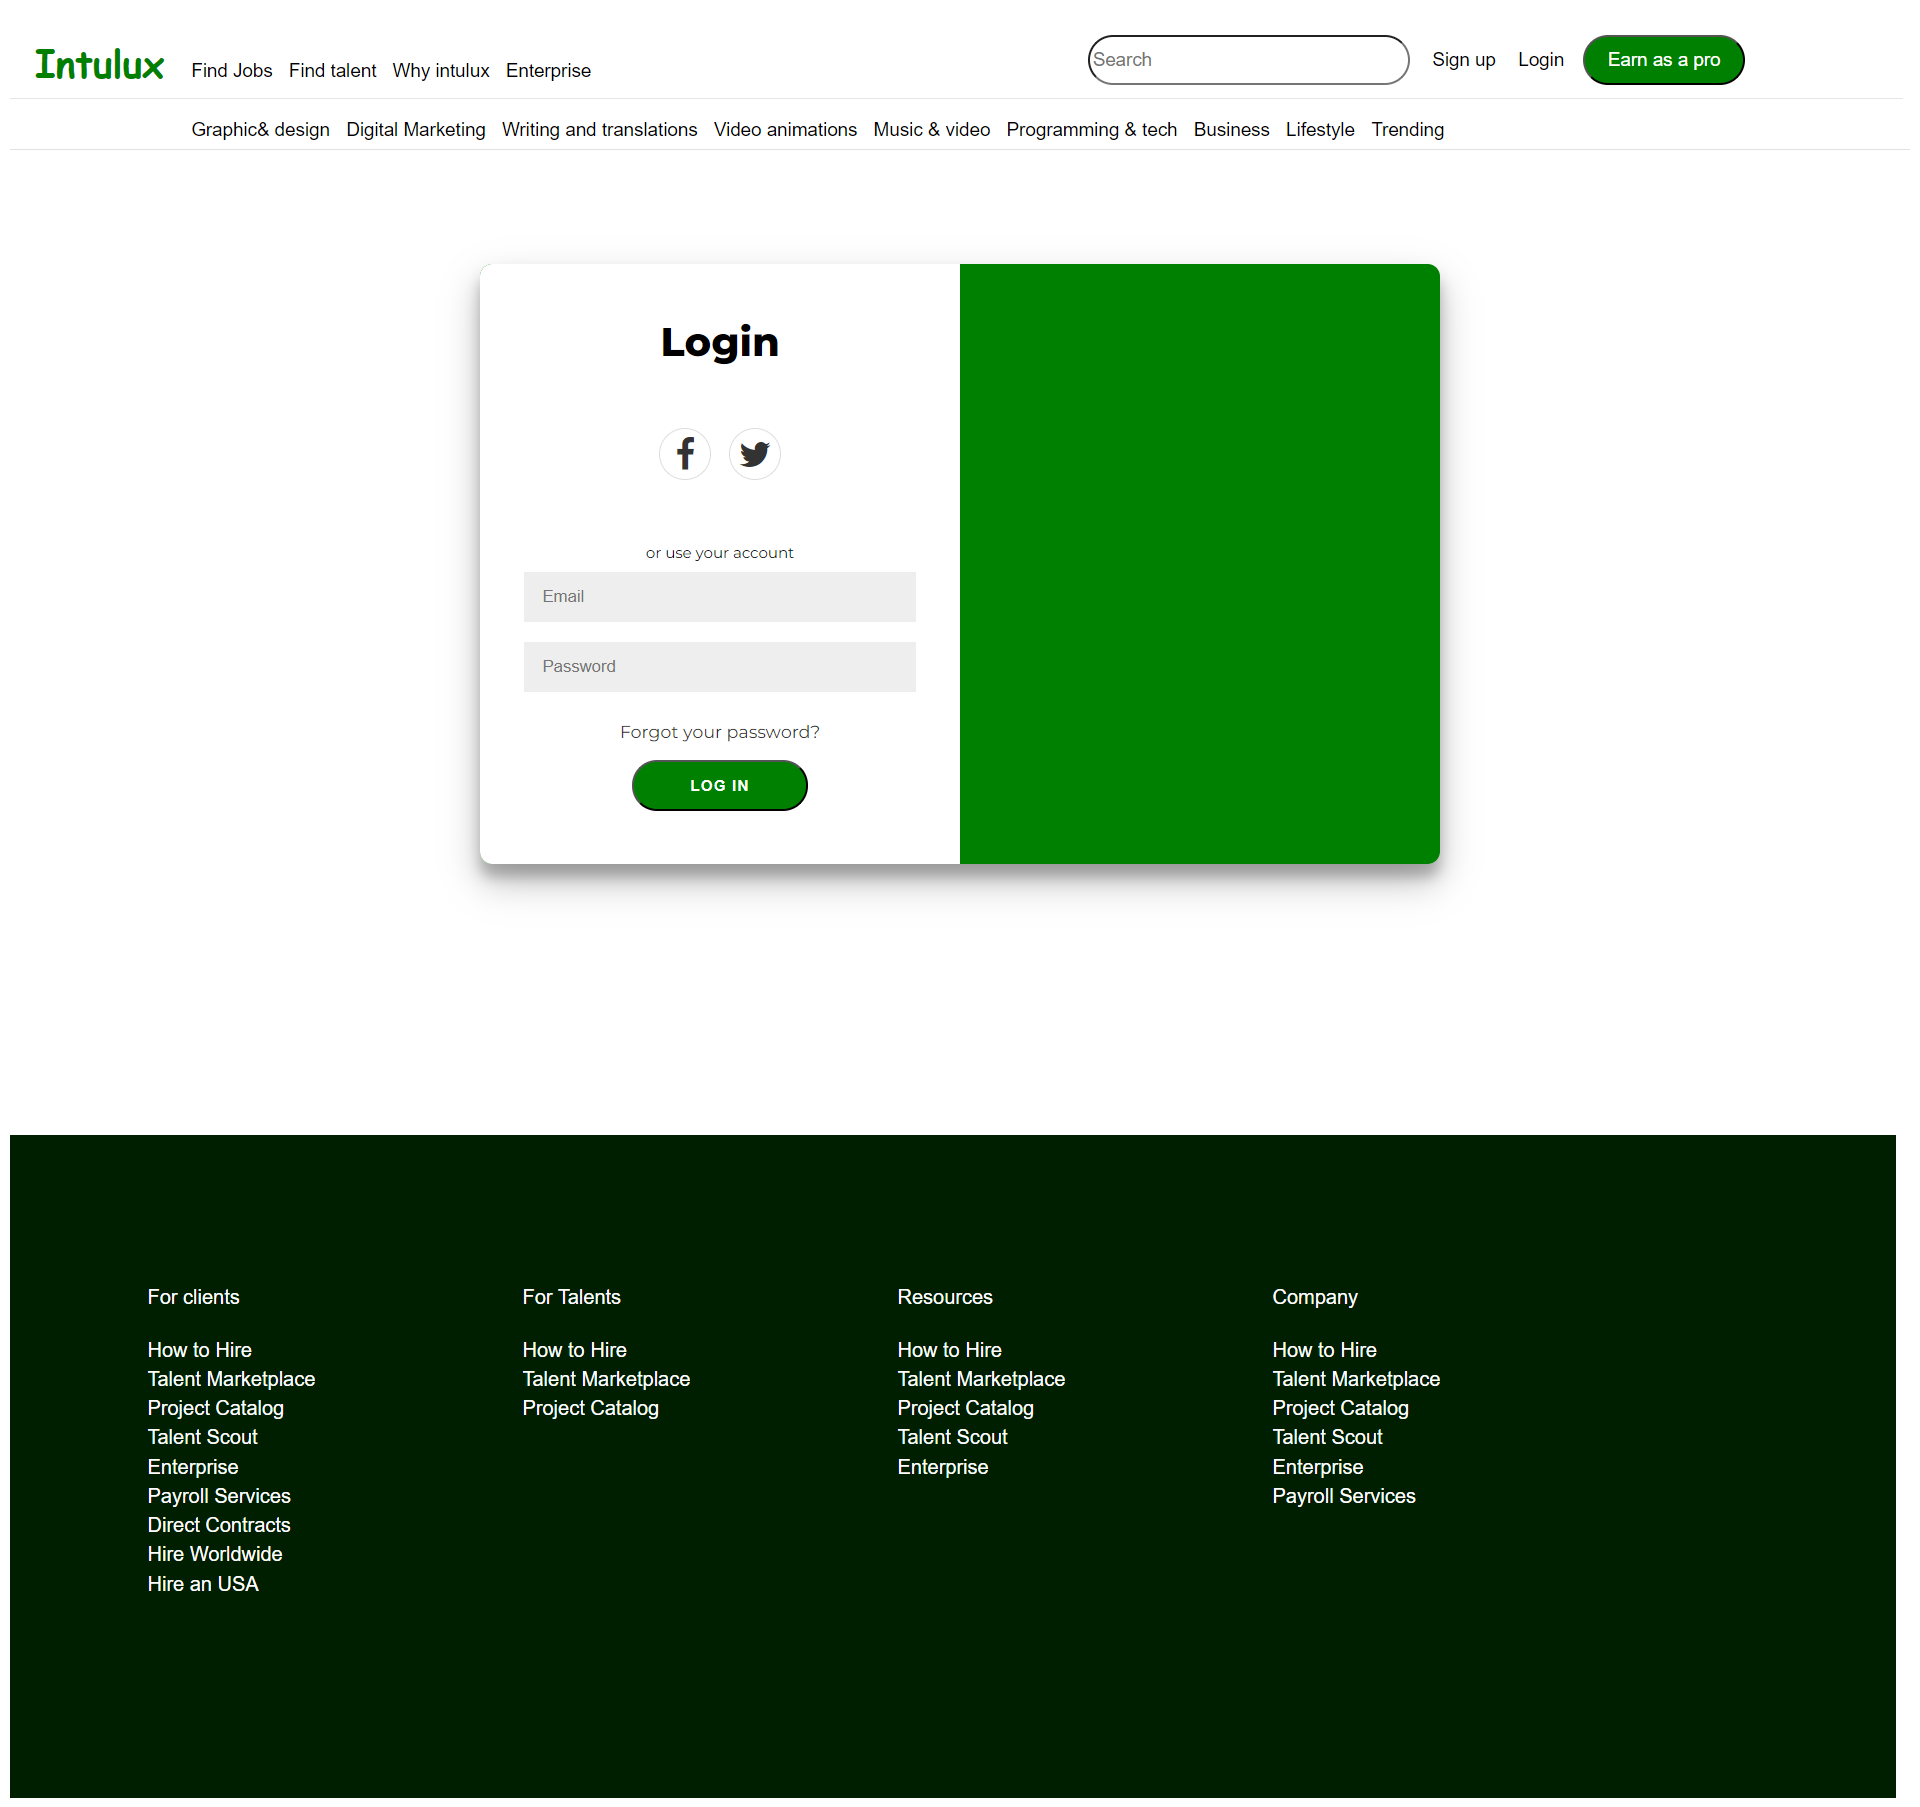 Intulux Find Jobs Find talent Why intulux Enterprise Search Sign up Login Earn as a pro
Graphic& design Digital Marketing Writing and translations Video animations Music & video Programming & tech Business Lifestyle Trending
Login
or use your account
Email
Password
Forgot your password?
LOG IN
For clients
How to Hire
Talent Marketplace
Project Catalog
Talent Scout
Enterprise
Payroll Services
Direct Contracts
Hire Worldwide
Hire an USA
For Talents
How to Hire
Talent Marketplace
Project Catalog
Resources
How to Hire
Talent Marketplace
Project Catalog
Talent Scout
Enterprise
Company
How to Hire
Talent Marketplace
Project Catalog
Talent Scout
Enterprise
Payroll Services